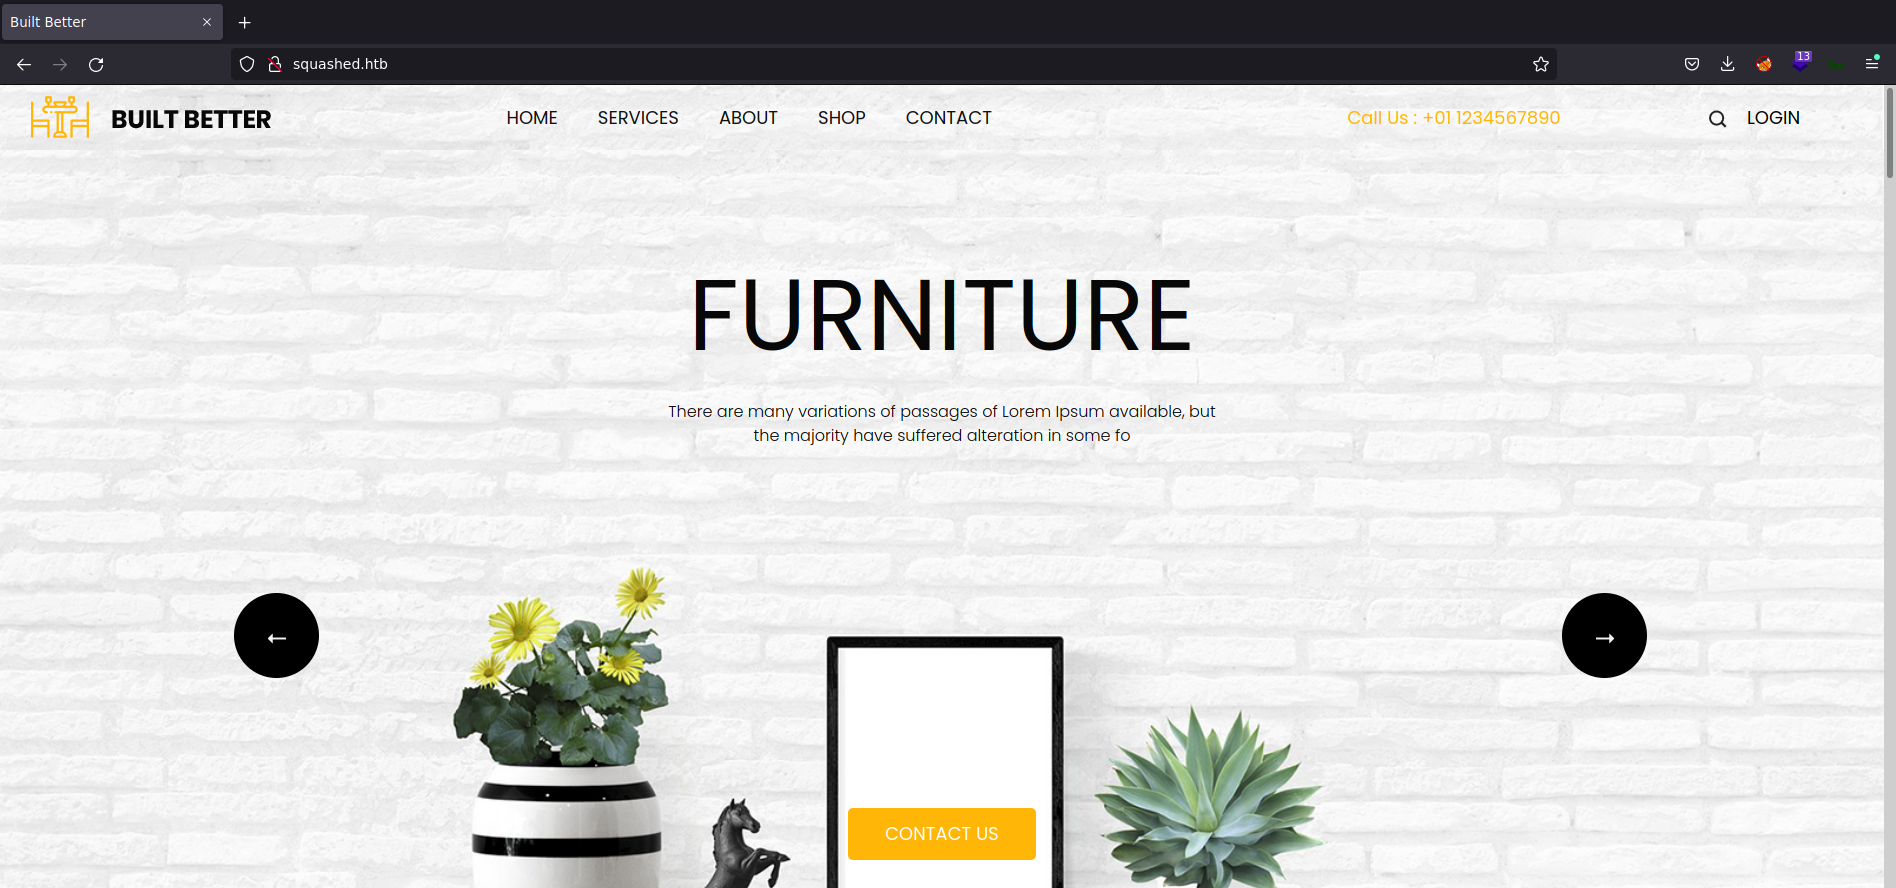 Built Better
squashed.htb
13
BUILT BETTER
HOME SERVICES ABOUT SHOP CONTACT
Call Us : +01 1234567890
LOGIN
FURNITURE
There are many variations of passages of Lorem Ipsum available, but
the majority have suffered alteration in some fo
CONTACT US